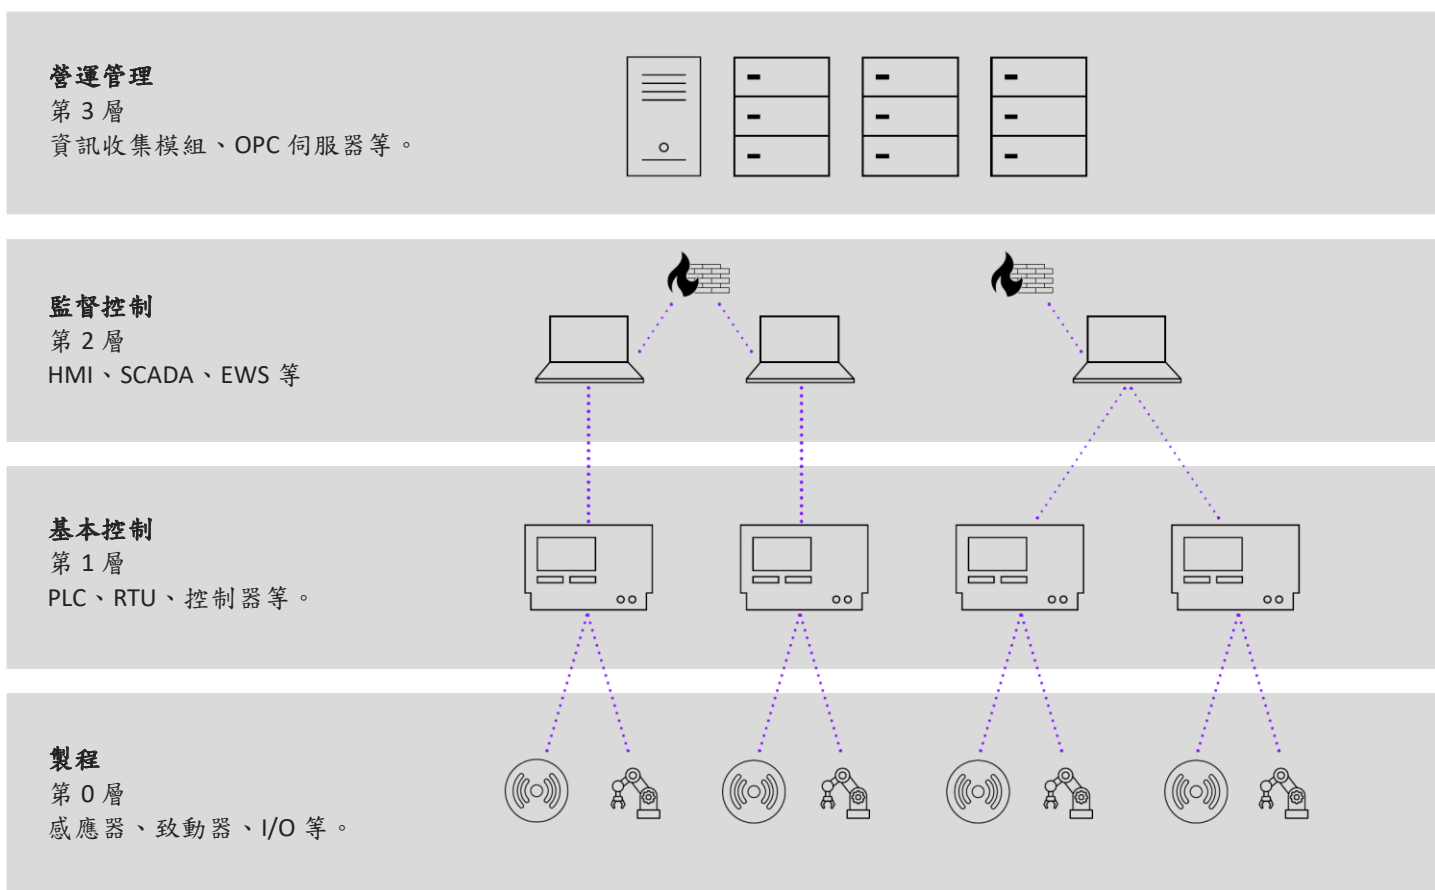 營運管理
第 3 層
資訊收集模組、OPC 伺服器等。
監督控制
第 2 層
HMI、SCADA、EWS 等
基本控制
第 1 層
PLC、RTU、控制器等。
製程
第 0 層
感應器、致動器、I/O 等。